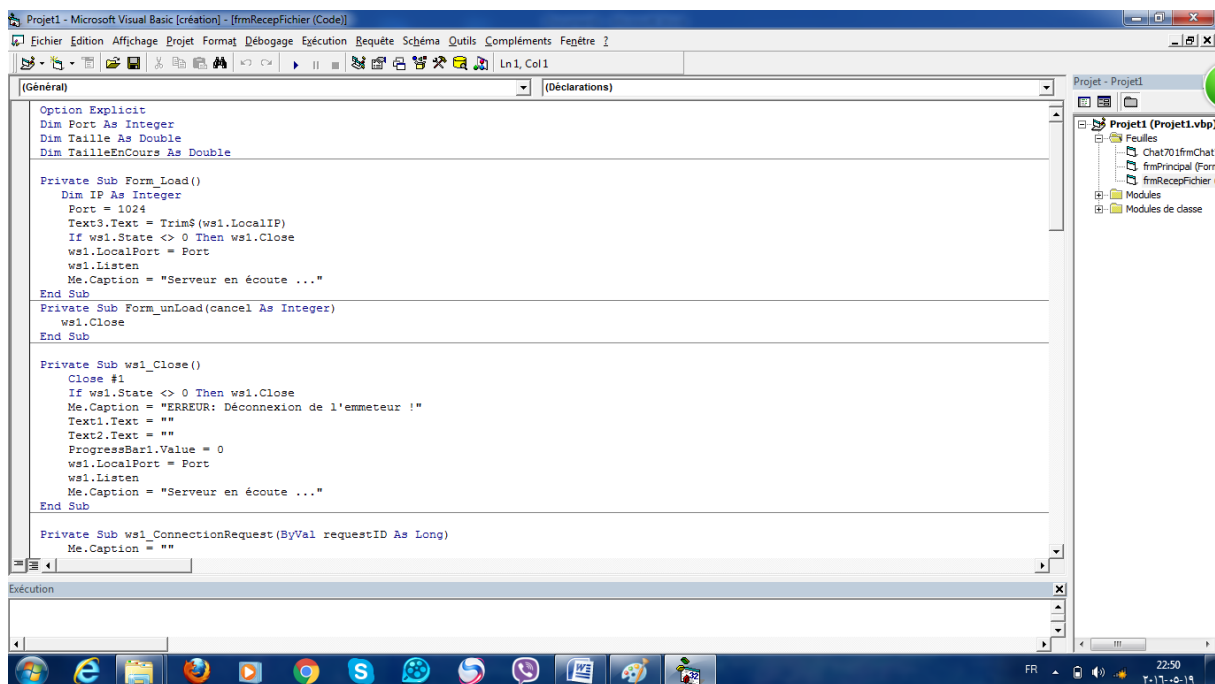 Projet1 - Microsoft Visual Basic [création] - [frmRecepFichier (Code)]
Fichier Edition Affichage Projet Format Débogage Exécution Requête Schéma Outils Compléments Fenêtre ?
Ln 1, Col 1
(Général) (Déclarations)
Option Explicit
Dim Port As Integer
Dim Taille As Double
Dim TailleEnCours As Double
Private Sub Form_Load()
Dim IP As Integer
Port = 1024
Text3.Text = Trim$(ws1.LocalIP)
If ws1.State <> 0 Then ws1.Close
ws1.LocalPort = Port
ws1.Listen
Me.Caption = "Serveur en écoute ..."
End Sub
Private Sub Form_unLoad(cancel As Integer)
ws1.Close
End Sub
Private Sub ws1_Close()
Close #1
If ws1.State <> 0 Then ws1.Close
Me.Caption = "ERREUR: Déconnexion de l'emmeteur !"
Text1.Text = ""
Text2.Text = ""
ProgressBar1.Value = 0
ws1.LocalPort = Port
ws1.Listen
Me.Caption = "Serveur en écoute ..."
End Sub
Private Sub ws1_ConnectionRequest(ByVal requestID As Long)
Me.Caption = ""
Projet - Projet1
Projet1 (Projet1.vbp)
Feuilles
Chat701frmChat
frmPrincipal (Forr
frmRecepFichier (
Modules
Modules de classe
Exécution
FR
22:50
٢٠١٦-٠٥-١٩